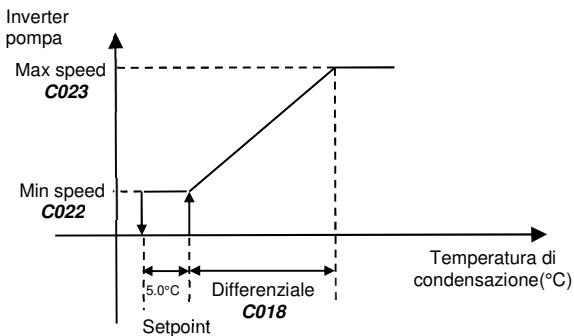 Inverter
pompa
Max speed
C023
Min speed
C022
Temperatura di
condensazione(°C)
5.0°C
Differenziale
C018
Setpoint